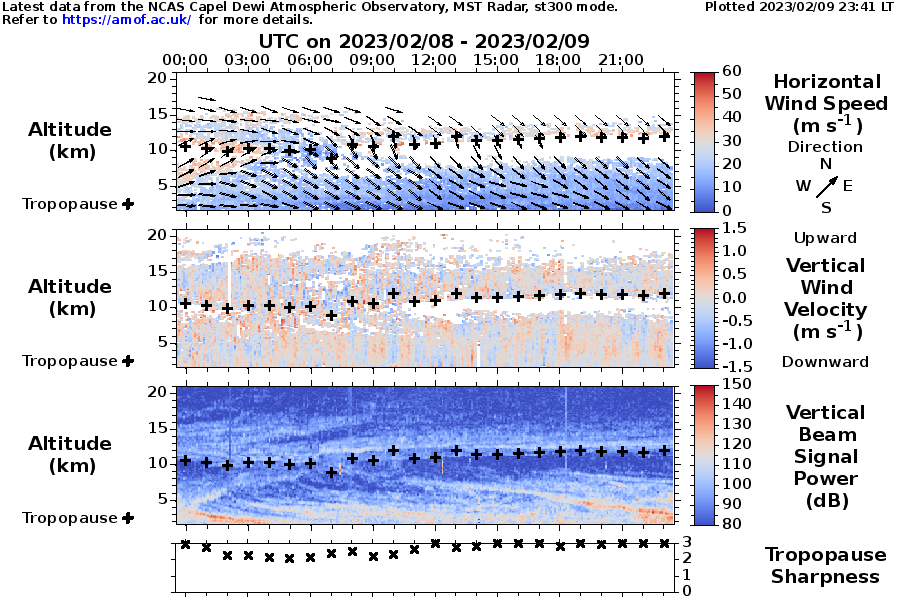 Latest data from the NCAS Capel Dewi Atmospheric Observatory, MST Radar, st300 mode.
Plotted 2023/02/09 23:41 LT
Refer to https://amof.ac.uk/ for more details.
UTC on 2023/02/08 - 2023/02/09
00:00 03:00 06:00 09:00 12:00 15:00 18:00 21:00
Altitude
(km)
Tropopause
20
15
10
5
60
50
40
30
20
10
0
Horizontal
Wind Speed
(m s-1)
Direction
N
W E
S
Altitude
(km)
Tropopause
20
15
10
5
1.5
1.0
0.5
0.0
-0.5
-1.0
-1.5
Upward
Vertical
Wind
Velocity
(m s-1)
Downward
Altitude
(km)
Tropopause
20
15
10
5
150
140
130
120
110
100
90
80
Vertical
Beam
Signal
Power
(dB)
3
2
1
0
Tropopause
Sharpness